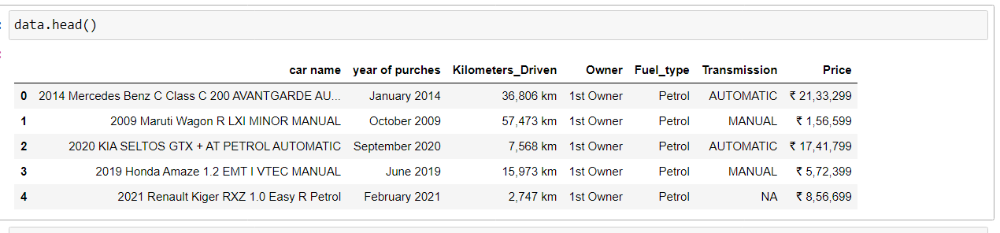 data.head()
car name year of purches Kilometers_Driven Owner Fuel_type Transmission Price
0 2014 Mercedes Benz C Class C 200 AVANTGARDE AU... January 2014 36,806 km 1st Owner Petrol AUTOMATIC ₹ 21,33,299
1 2009 Maruti Wagon R LXI MINOR MANUAL October 2009 57,473 km 1st Owner Petrol MANUAL ₹ 1,56,599
2 2020 KIA SELTOS GTX + AT PETROL AUTOMATIC September 2020 7,568 km 1st Owner Petrol AUTOMATIC ₹ 17,41,799
3 2019 Honda Amaze 1.2 EMT I VTEC MANUAL June 2019 15,973 km 1st Owner Petrol MANUAL ₹ 5,72,399
4 2021 Renault Kiger RXZ 1.0 Easy R Petrol February 2021 2,747 km 1st Owner Petrol NA ₹ 8,56,699